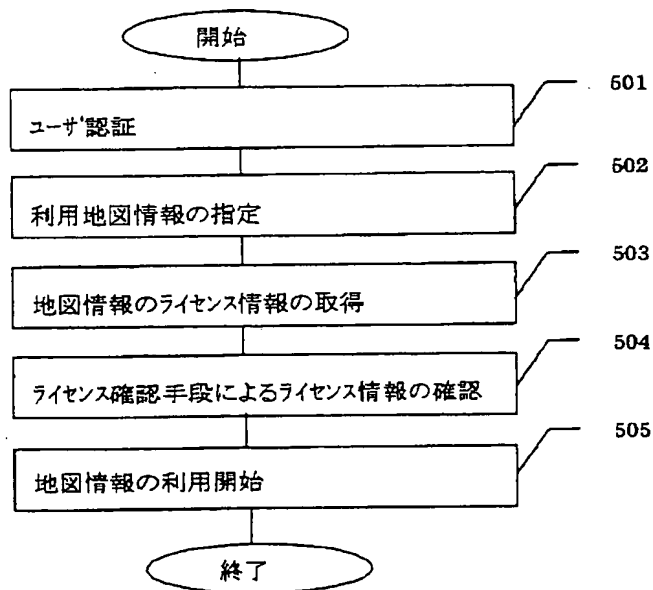 開始
ユーザ認証
501
利用地図情報の指定
502
地図情報のライセンス情報の取得
503
ライセンス確認手段によるライセンス情報の確認
504
地図情報の利用開始
505
終了